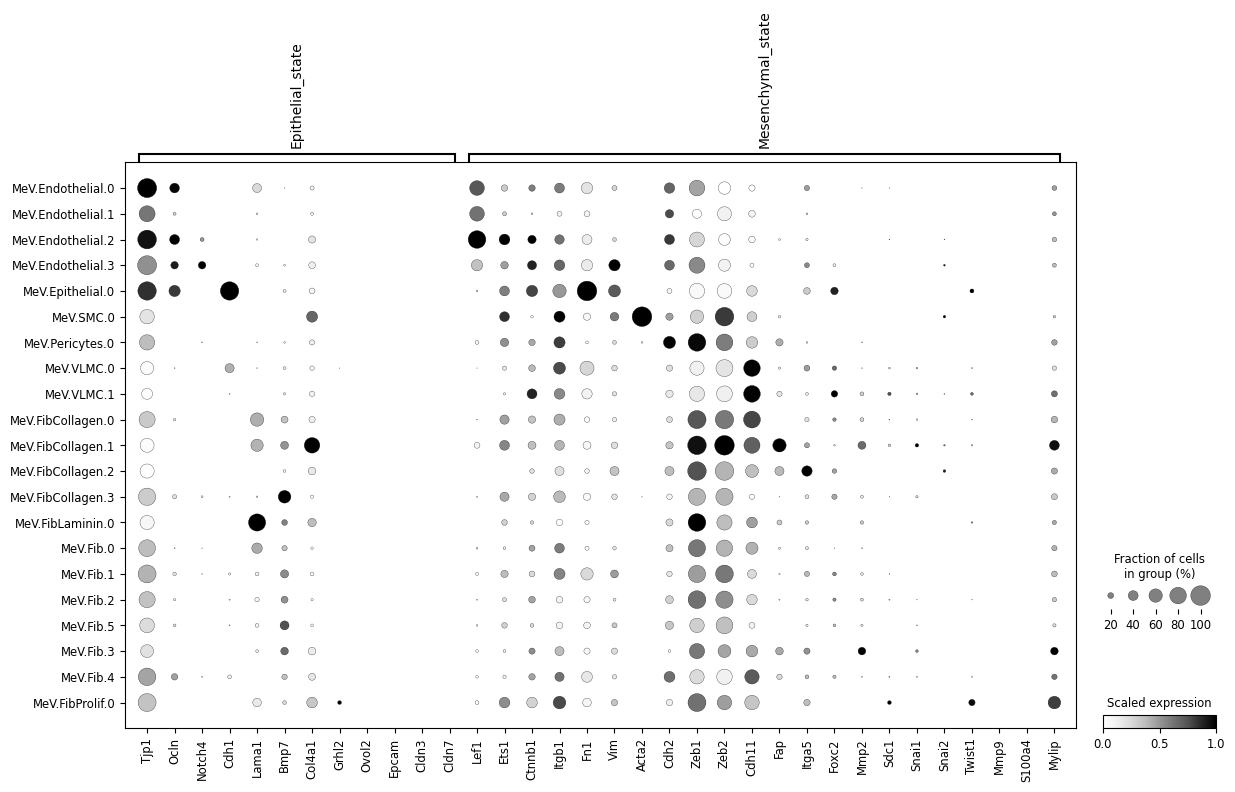 Epithelial_state
Mesenchymal_state
MeV.Endothelial.0
MeV.Endothelial.1
MeV.Endothelial.2
MeV.Endothelial.3
MeV.Epithelial.0
MeV.SMC.0
MeV.Pericytes.0
MeV.VLMC.0
MeV.VLMC.1
MeV.FibCollagen.0
MeV.FibCollagen.1
MeV.FibCollagen.2
MeV.FibCollagen.3
MeV.FibLaminin.0
MeV.Fib.0
MeV.Fib.1
MeV.Fib.2
MeV.Fib.5
MeV.Fib.3
MeV.Fib.4
MeV.FibProlif.0
Tjp1
Ocln
Notch4
Cdh1
Lama1
Bmp7
Col4a1
Grhl2
Ovol2
Epcam
Cldn3
Cldn7
Lef1
Ets1
Ctnnb1
Itgb1
Fn1
Vim
Acta2
Cdh2
Zeb1
Zeb2
Cdh11
Fap
Itga5
Foxc2
Mmp2
Sdc1
Snai1
Snai2
Twist1
Mmp9
S100a4
Mylip
Fraction of cells
in group (%)
20 40 60 80 100
Scaled expression
0.0 0.5 1.0